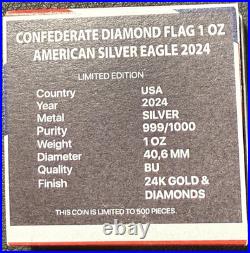 CONFEDERATE DIAMOND FLAG 1 OZ
AMERICAN SILVER EAGLE 2024
LIMITED EDITION
Country USA
Year 2024
Metal SILVER
Purity 999/1000
Weight 1 OZ
Diameter 40,6 MM
Quality BU
Finish 24K GOLD &
DIAMONDS
THIS COIN IS LIMITED TO 500 PIECES.